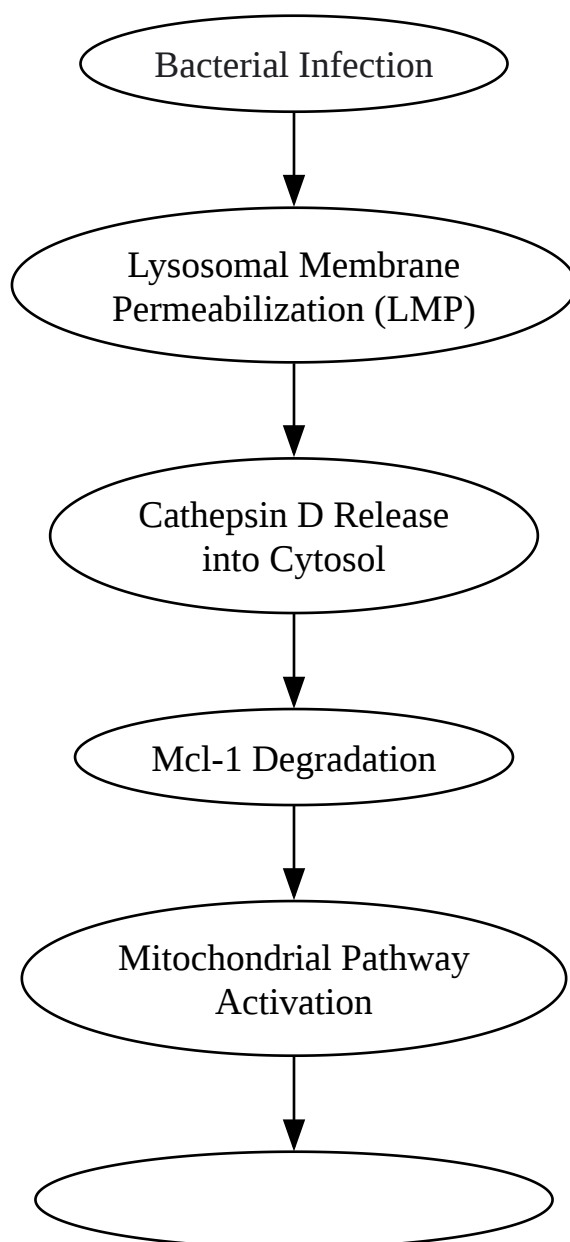 Bacterial Infection
Lysosomal Membrane
Permeabilization (LMP)
Cathepsin D Release
into Cytosol
Mcl-1 Degradation
Mitochondrial Pathway
Activation